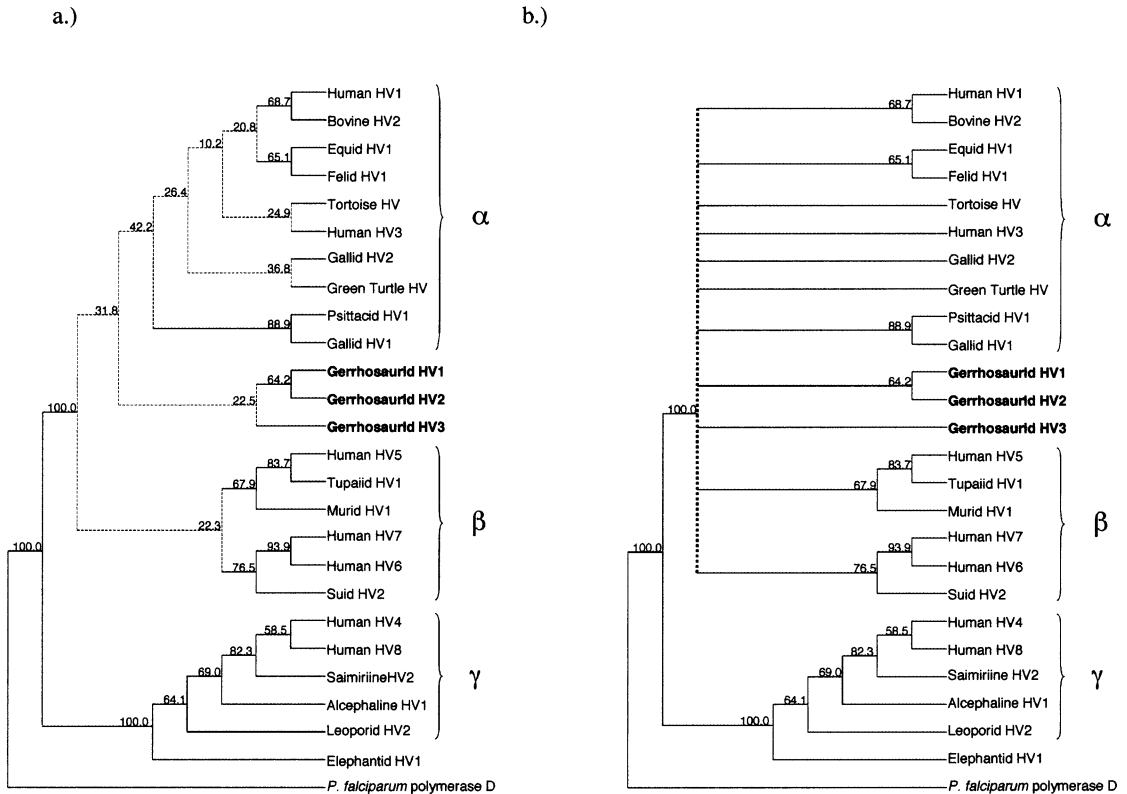 a.)
68.7
Human HV1
20.8
Bovine HV2
10.2
Equid HV1
65.1
Felid HV1
26.4
Tortoise HV
24.9
Human HV3
α
42.2
Gallid HV2
36.8
Green Turtle HV
31.8
Psittacid HV1
88.9
Gallid HV1
Gerrhosaurid HV1
64.2
Gerrhosaurid HV2
22.5
Gerrhosaurid HV3
100.0
Human HV5
83.7
Tupaiid HV1
67.9
Murid HV1
β
22.3
Human HV7
93.9
Human HV6
76.5
Suid HV2
100.0
Human HV4
58.5
Human HV8
82.3
SaimiriineHV2
69.0
γ
Alcephaline HV1
64.1
Leoporid HV2
100.0
Elephantid HV1
P. falciparum polymerase D
b.)
Human HV1
68.7
Bovine HV2
Equid HV1
65.1
Felid HV1
Tortoise HV
α
Human HV3
Gallid HV2
Green Turtle HV
Psittacid HV1
88.9
Gallid HV1
Gerrhosaurid HV1
64.2
Gerrhosaurid HV2
100.0
Gerrhosaurid HV3
Human HV5
83.7
Tupaiid HV1
67.9
Murid HV1
β
Human HV7
93.9
Human HV6
76.5
Suid HV2
100.0
Human HV4
58.5
Human HV8
82.3
Saimiriine HV2
69.0
γ
Alcephaline HV1
64.1
Leoporid HV2
100.0
Elephantid HV1
P. falciparum polymerase D